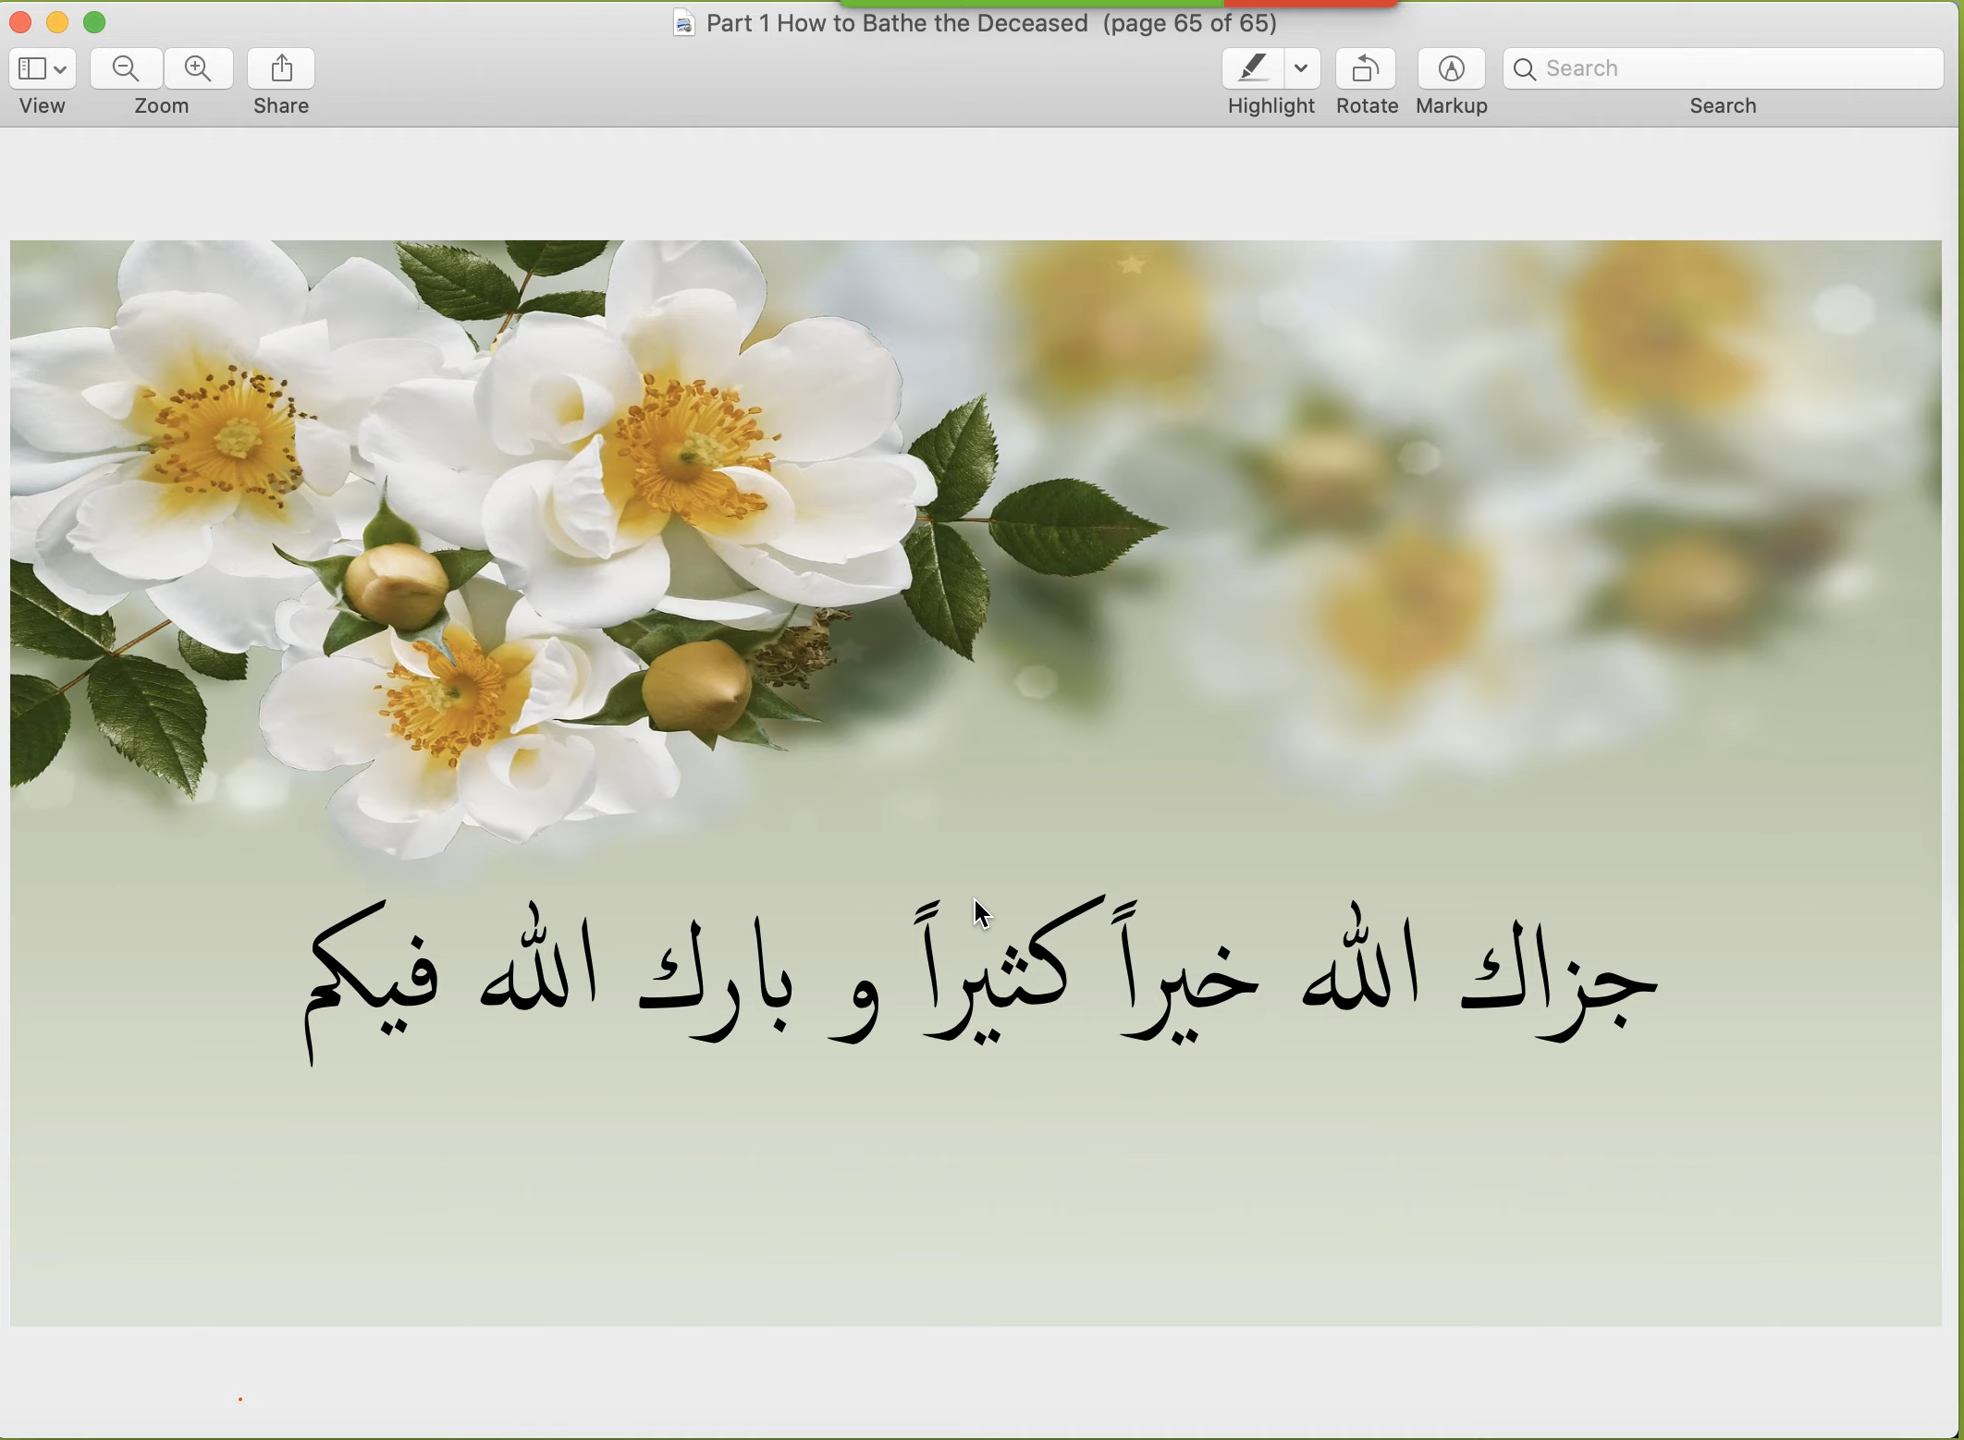 Part 1 How to Bathe the Deceased (page 65 of 65)
View Zoom Share Highlight Rotate Markup Search
Search
جزاك الله خيراً كثيراً و بارك الله فيكم